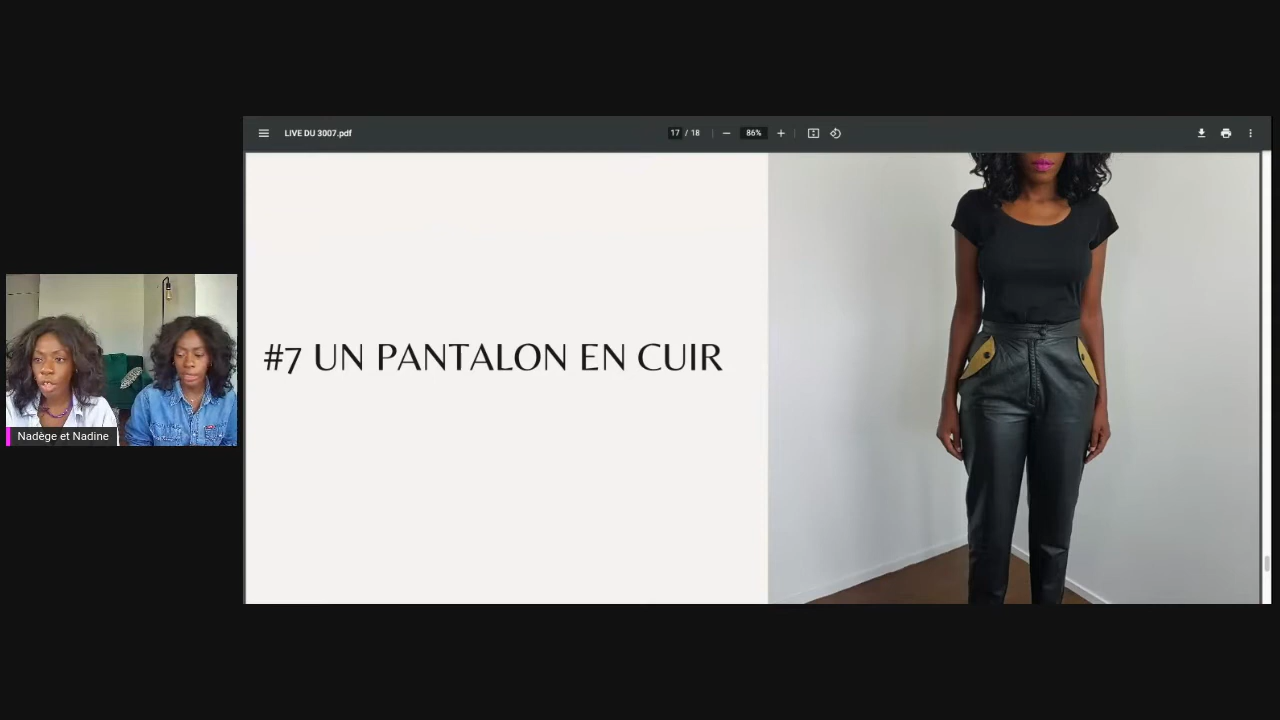 LIVE DU 3007.pdf
17 / 18
86%
#7 UN PANTALON EN CUIR
Nadège et Nadine